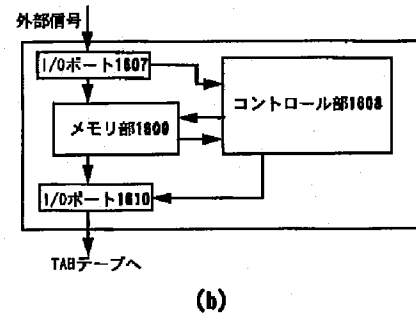 外部信号
I/Oポート1607
コントロール部1608
メモリ部1609
I/Oポート1610
TABテープへ
(b)